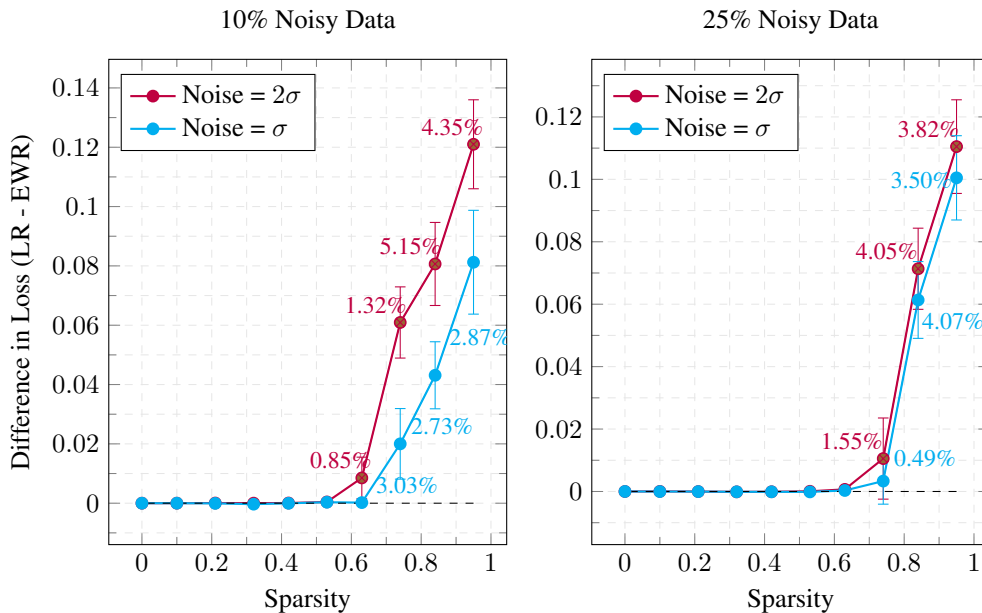 10% Noisy Data
Difference in Loss (LR - EWR)
Noise = 2σ
Noise = σ
0.14
0.12
0.1
0.08
0.06
0.04
0.02
0
4.35%
5.15%
1.32%
0.85%
2.87%
2.73%
3.03%
0 0.2 0.4 0.6 0.8 1
Sparsity
25% Noisy Data
Noise = 2σ
Noise = σ
0.12
0.1
0.08
0.06
0.04
0.02
0
3.82%
3.50%
4.05%
4.07%
1.55%
0.49%
0 0.2 0.4 0.6 0.8 1
Sparsity